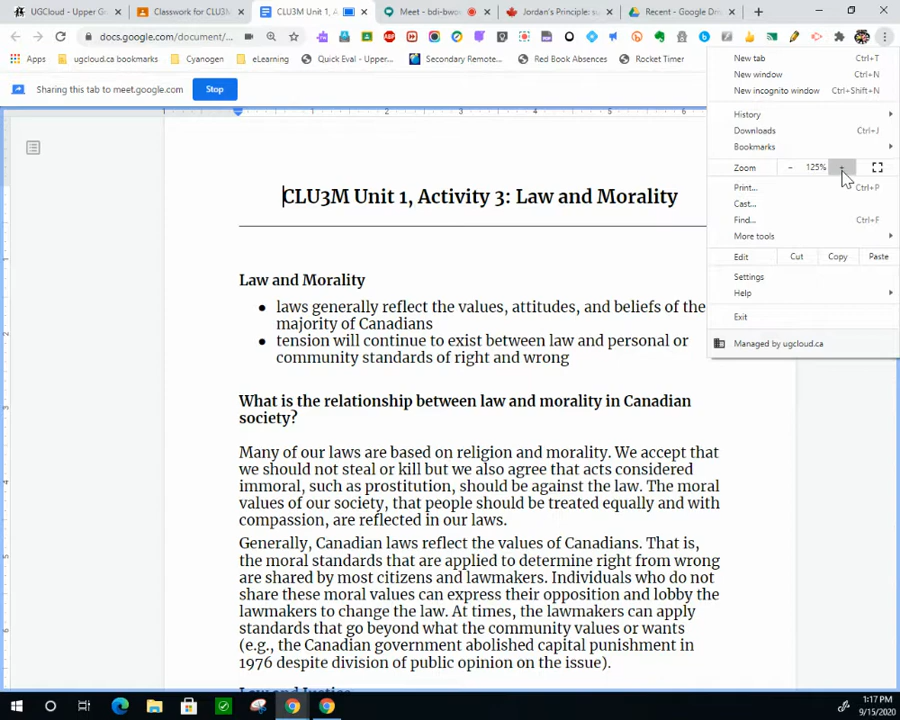 UGCloud - Upper G
Classwork for CLU3M
CLU3M Unit 1, A
Meet - bdi-bwo
Jordan's Principle: su
Recent - Google Dri
docs.google.com/document/
Apps
ugcloud.ca bookmarks
Cyanogen
eLearning
Quick Eval - Upper...
Secondary Remote...
Red Book Absences
Rocket Timer
Sharing this tab to meet.google.com
Stop
CLU3M Unit 1, Activity 3: Law and Morality
Law and Morality
● laws generally reflect the values, attitudes, and beliefs of the
majority of Canadians
● tension will continue to exist between law and personal or
community standards of right and wrong
What is the relationship between law and morality in Canadian
society?
Many of our laws are based on religion and morality. We accept that
we should not steal or kill but we also agree that acts considered
immoral, such as prostitution, should be against the law. The moral
values of our society, that people should be treated equally and with
compassion, are reflected in our laws.
Generally, Canadian laws reflect the values of Canadians. That is,
the moral standards that are applied to determine right from wrong
are shared by most citizens and lawmakers. Individuals who do not
share these moral values can express their opposition and lobby the
lawmakers to change the law. At times, the lawmakers can apply
standards that go beyond what the community values or wants
(e.g., the Canadian government abolished capital punishment in
1976 despite division of public opinion on the issue).
Law and Justice
New tab Ctrl+T
New window Ctrl+N
New incognito window Ctrl+Shift+N
History
Downloads Ctrl+J
Bookmarks
Zoom - 125% +
Print... Ctrl+P
Cast...
Find... Ctrl+F
More tools
Edit Cut Copy Paste
Settings
Help
Exit
Managed by ugcloud.ca
1:17 PM
9/15/2020